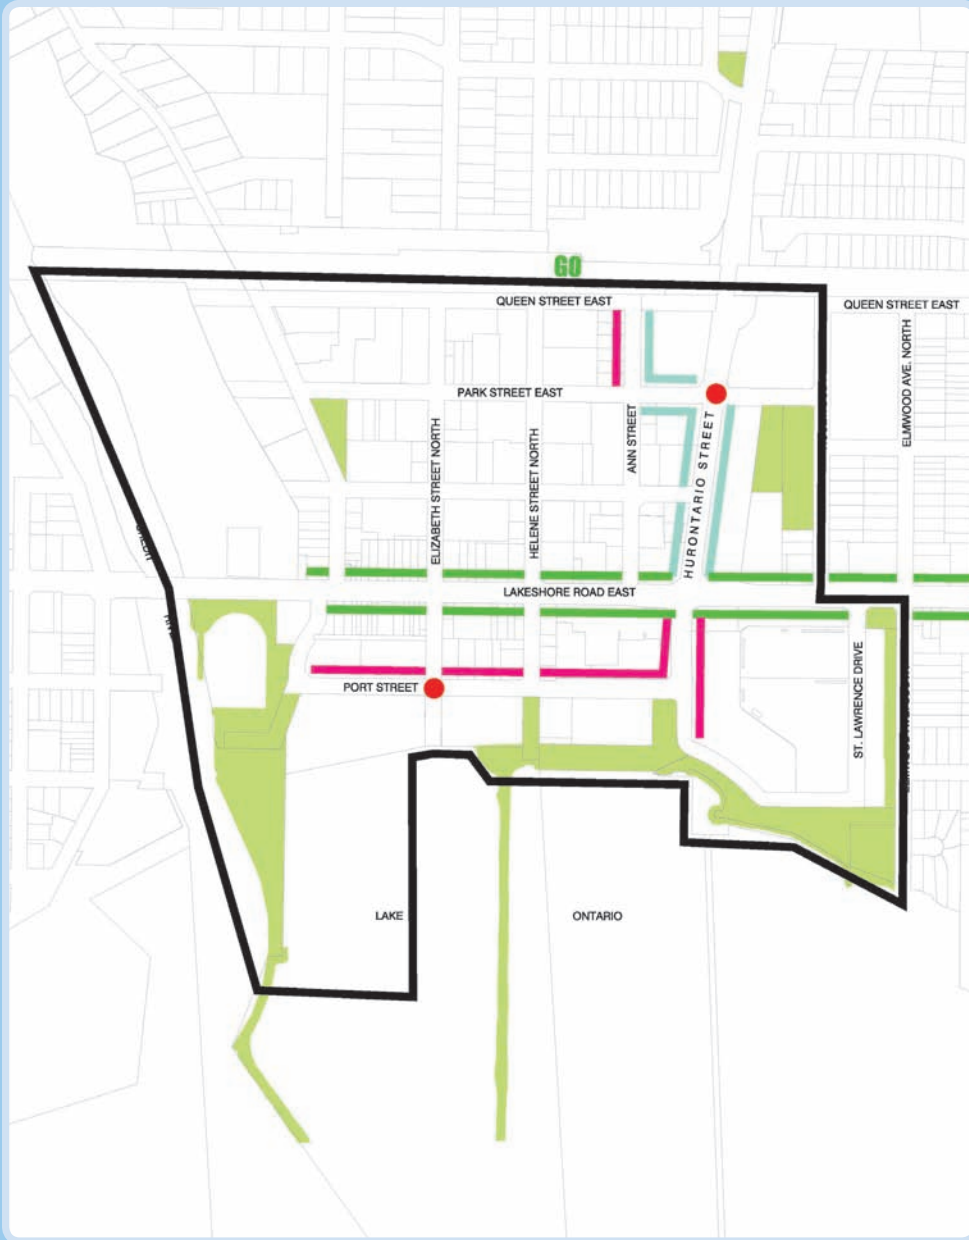 GO
QUEEN STREET EAST
QUEEN STREET EAST
ELMWOOD AVE. NORTH
PARK STREET EAST
ANN STREET
HURONTARIO STREET
ELIZABETH STREET NORTH
HELENE STREET NORTH
LAKESHORE ROAD EAST
PORT STREET
ST. LAWRENCE DRIVE
LAKE
ONTARIO